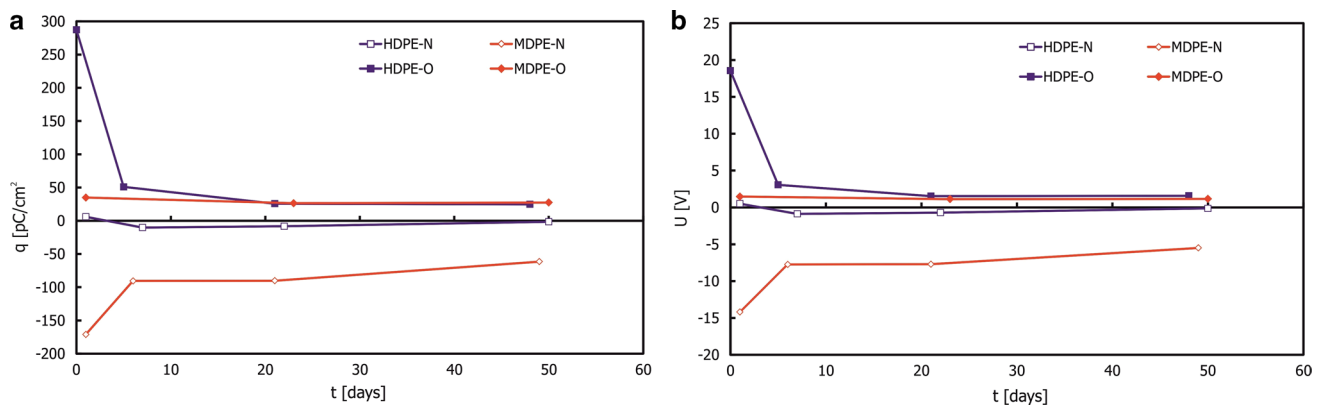 a
300
250
200
150
100
50
0
-50
-100
-150
-200
q [pC/cm²]
HDPE-N
MDPE-N
HDPE-O
MDPE-O
0 10 20 30 40 50 60
t [days]
b
25
20
15
10
5
0
-5
-10
-15
-20
U [V]
HDPE-N
MDPE-N
HDPE-O
MDPE-O
0 10 20 30 40 50 60
t [days]